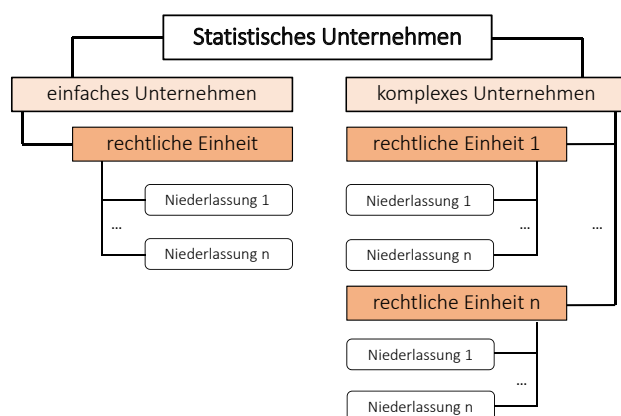 Statistisches Unternehmen
einfaches Unternehmen
rechtliche Einheit
Niederlassung 1
...
Niederlassung n
komplexes Unternehmen
rechtliche Einheit 1
Niederlassung 1
...
Niederlassung n
...
rechtliche Einheit n
Niederlassung 1
...
Niederlassung n